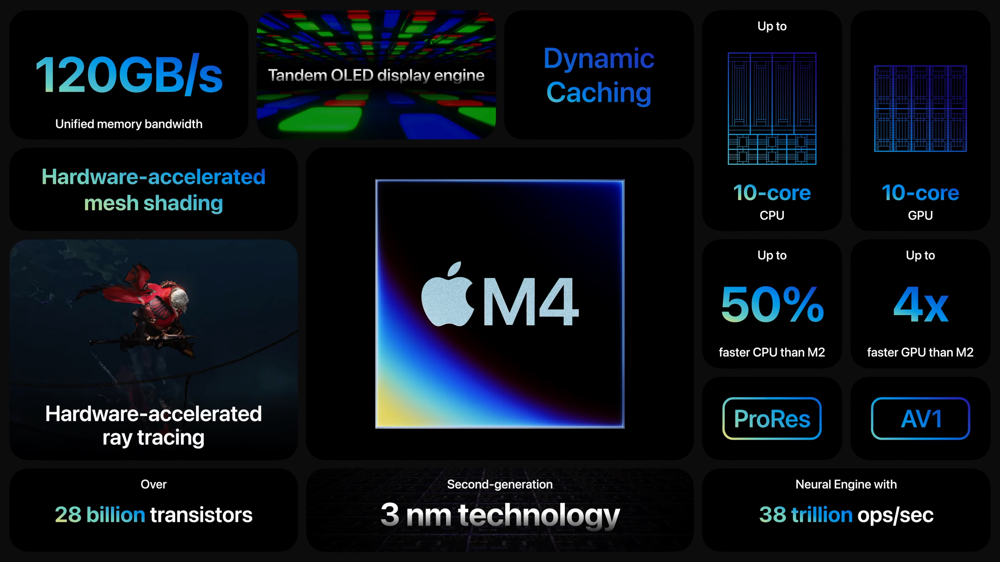 120GB/s
Unified memory bandwidth
Tandem OLED display engine
Dynamic
Caching
Up to
10-core
CPU
10-core
GPU
Hardware-accelerated
mesh shading
M4
Up to
50%
faster CPU than M2
Up to
4x
faster GPU than M2
Hardware-accelerated
ray tracing
ProRes
AV1
Over
28 billion transistors
Second-generation
3 nm technology
Neural Engine with
38 trillion ops/sec